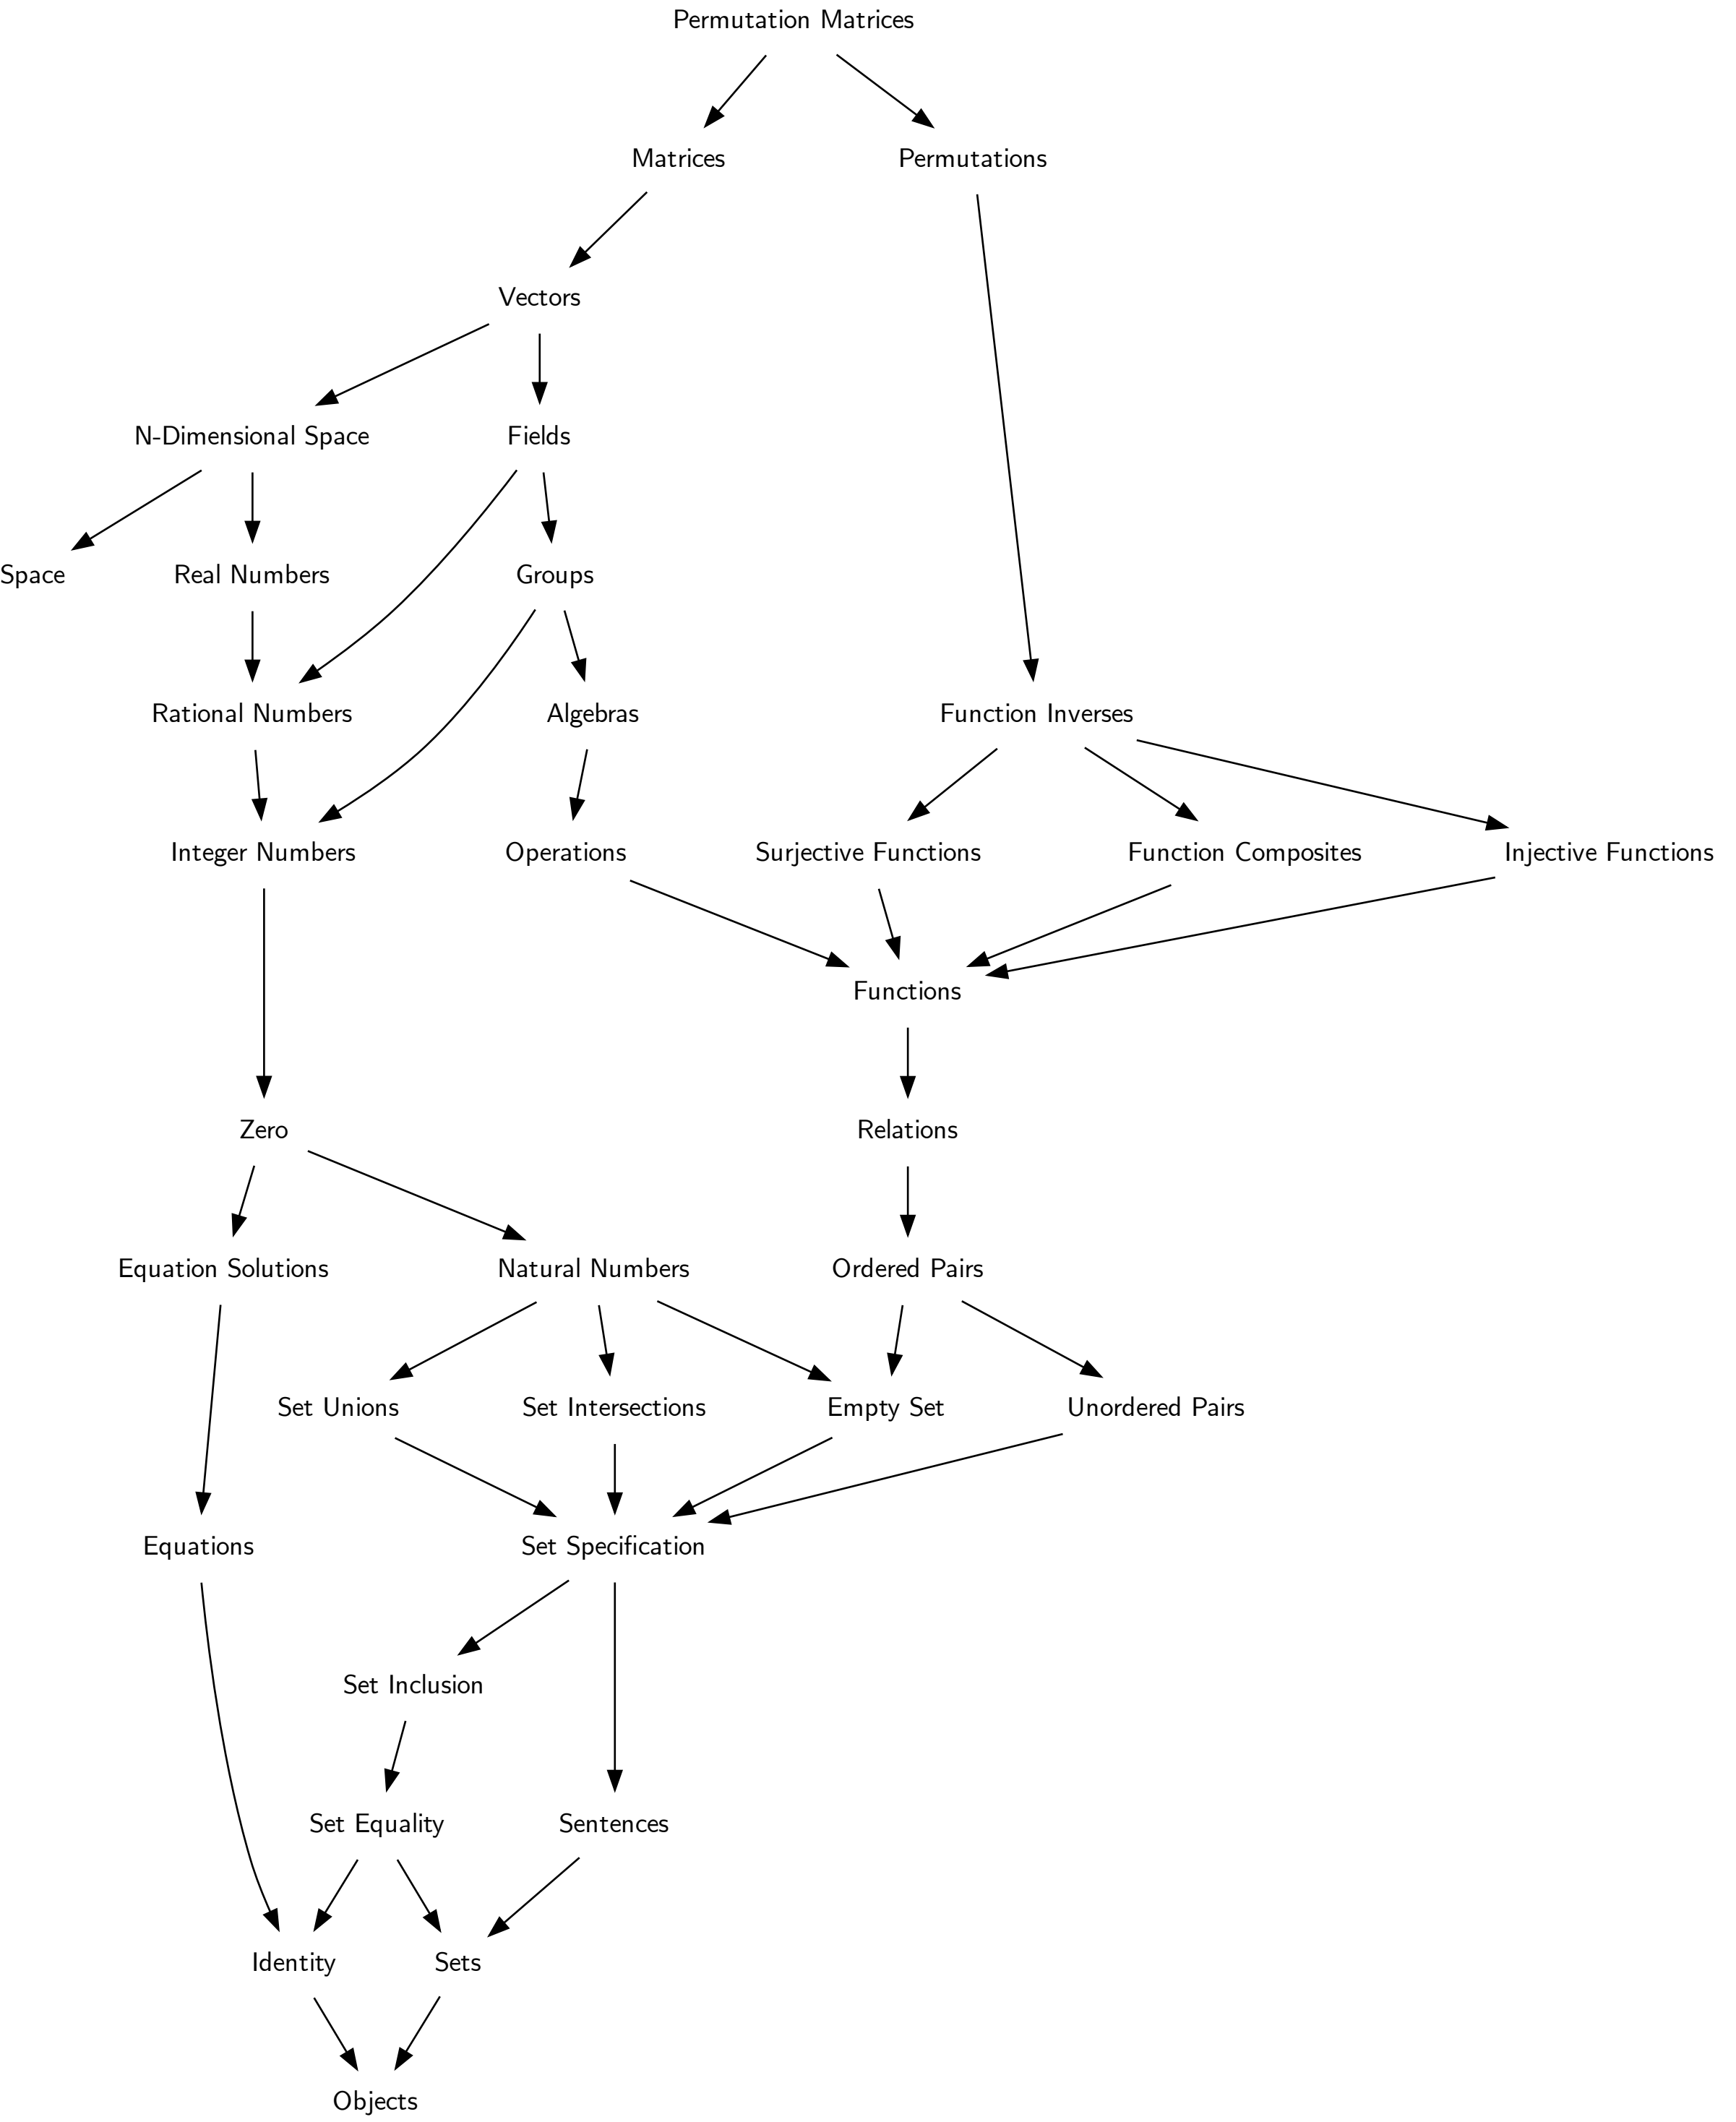 Permutation Matrices
Matrices
Permutations
Vectors
N-Dimensional Space
Fields
Space
Real Numbers
Groups
Rational Numbers
Algebras
Function Inverses
Integer Numbers
Operations
Surjective Functions
Function Composites
Injective Functions
Functions
Zero
Relations
Equation Solutions
Natural Numbers
Ordered Pairs
Set Unions
Set Intersections
Empty Set
Unordered Pairs
Equations
Set Specification
Set Inclusion
Set Equality
Sentences
Identity
Sets
Objects